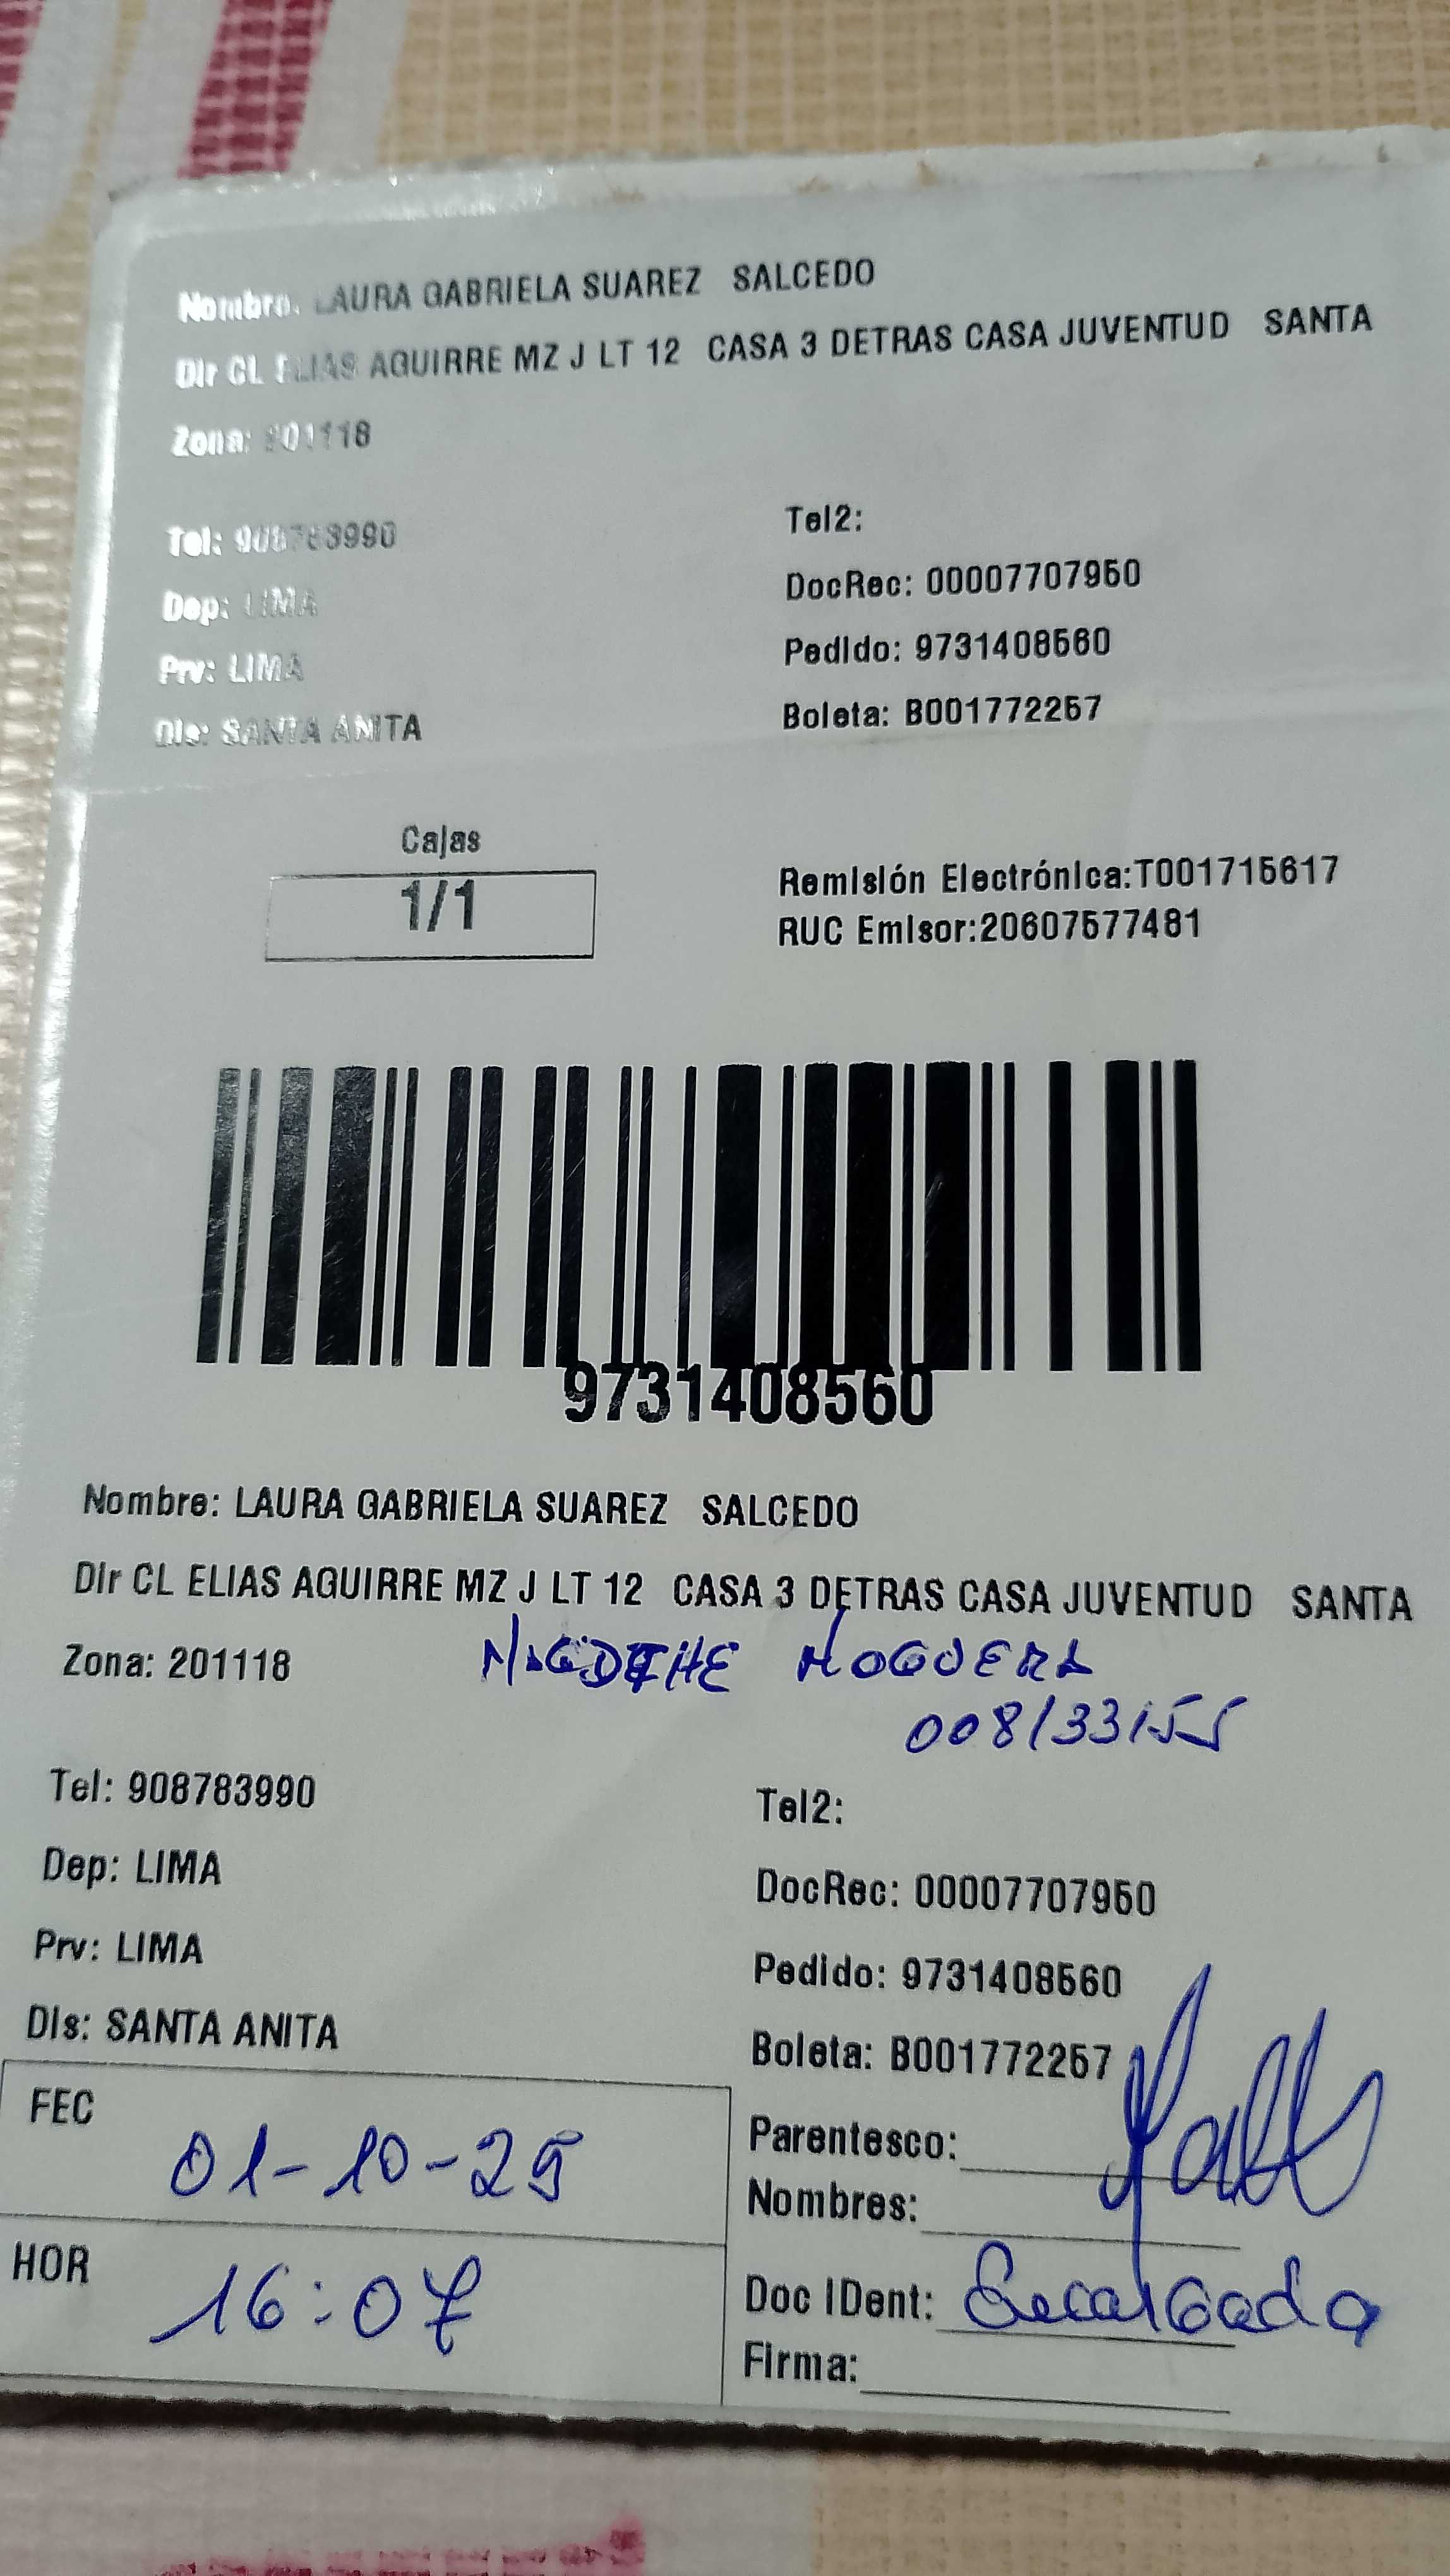 Nombre: LAURA GABRIELA SUAREZ SALCEDO
Dir CL ELIAS AGUIRRE MZ J LT 12 CASA 3 DETRAS CASA JUVENTUD SANTA
Zona: 201118
Tel: 908783990
Tel2:
Dep: LIMA
DocRec: 00007707950
Prv: LIMA
Pedido: 9731408560
Dis: SANTA ANITA
Boleta: B001772257
Cajas
1/1
Remisión Electrónica:T001715617
RUC Emisor:20607577481
9731408560
Nombre: LAURA GABRIELA SUAREZ SALCEDO
Dir CL ELIAS AGUIRRE MZ J LT 12 CASA 3 DETRAS CASA JUVENTUD SANTA
Zona: 201118
NOGUERA
008133155
Tel: 908783990
Tel2:
Dep: LIMA
DocRec: 00007707950
Prv: LIMA
Pedido: 9731408560
Dis: SANTA ANITA
Boleta: B001772257
FEC
01-10-25
Parentesco:
Nombres:
HOR
16:07
Doc IDent: Encargada
Firma: